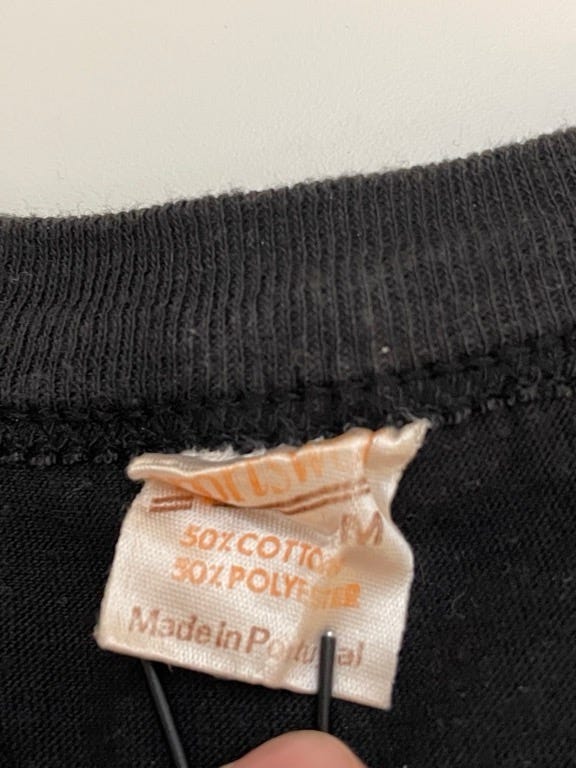 M
50% COTTON
50% POLYESTER
Made in Portugal